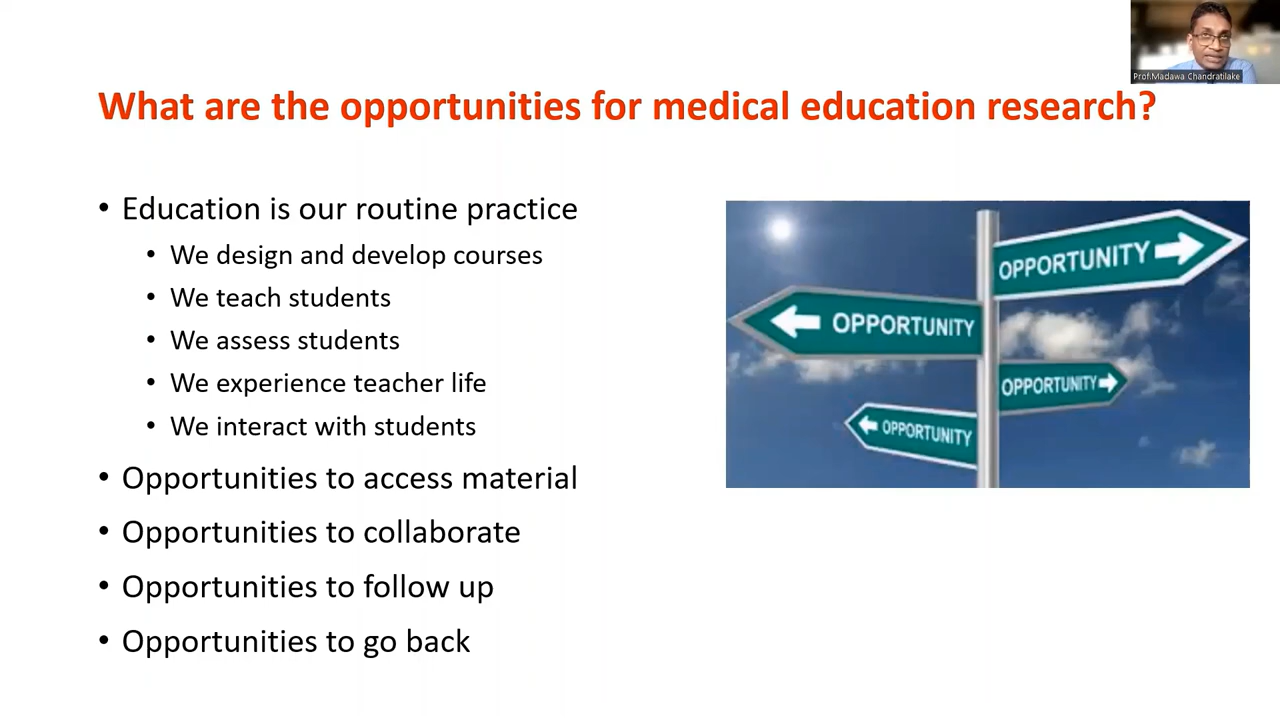 Prof.Madawa Chandratilake
What are the opportunities for medical education research?
• Education is our routine practice
• We design and develop courses
• We teach students
• We assess students
• We experience teacher life
• We interact with students
• Opportunities to access material
• Opportunities to collaborate
• Opportunities to follow up
• Opportunities to go back
OPPORTUNITY
OPPORTUNITY
OPPORTUNITY
OPPORTUNITY